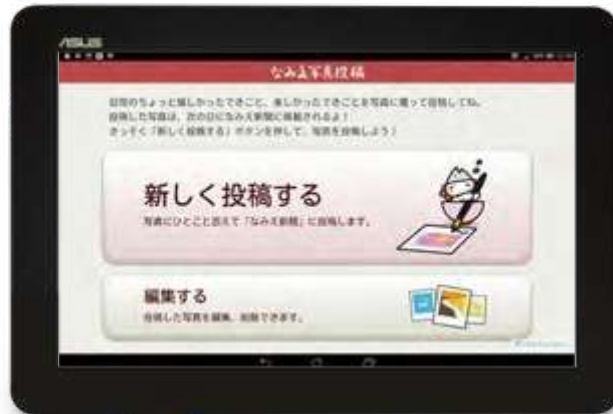 ASUS
なみえ写真投稿
日常のちょっと嬉しかったできごと、楽しかったできごとを写真に撮って投稿してね。
投稿した写真は、次の日になみえ新聞に掲載されるよ！
さっそく「新しく投稿する」ボタンを押して、写真を投稿しよう！
新しく投稿する
写真にひとこと添えて「なみえ新聞」に投稿します。
編集する
投稿した写真を編集、削除できます。